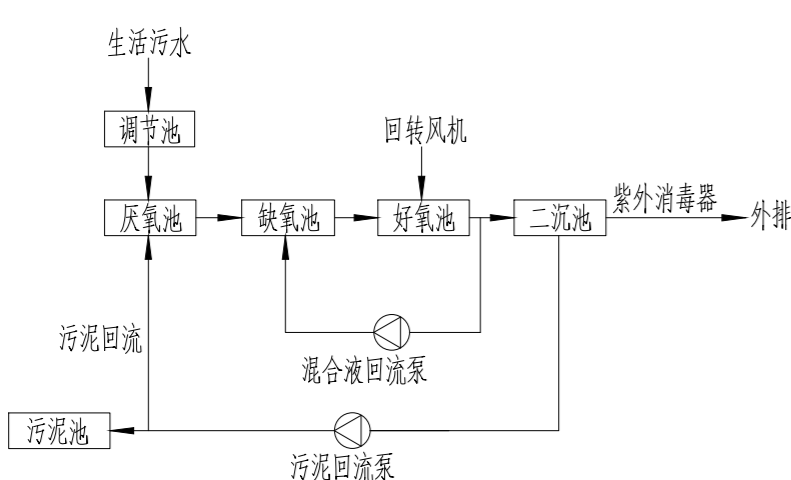 生活污水
调节池
回转风机
厌氧池
缺氧池
好氧池
二沉池
紫外消毒器
外排
污泥回流
混合液回流泵
污泥池
污泥回流泵